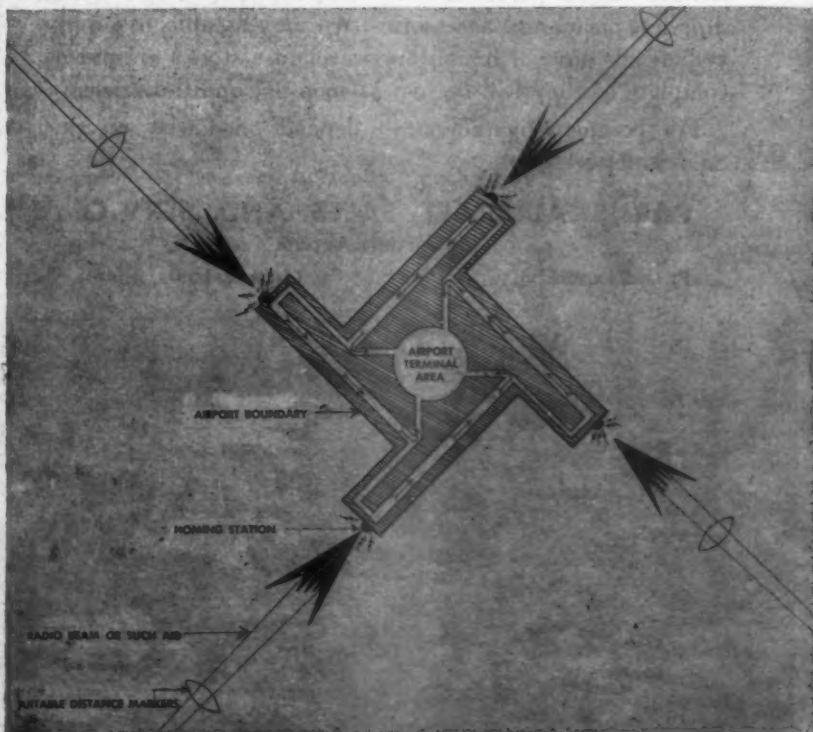 AIRPORT
TERMINAL
AREA
AIRPORT BOUNDARY
HOMING STATION
RADIO BEAM OR SUCH AID
SUITABLE DISTANCE MARKERS